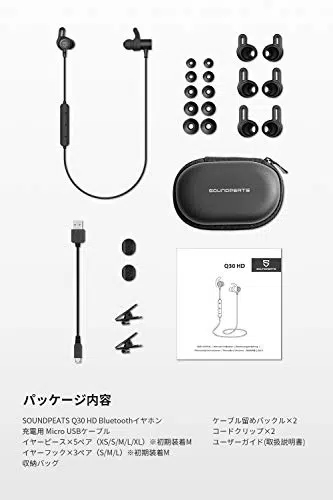 SOUNDPEATS
Q30 HD
SOUNDPEATS
パッケージ内容
SOUNDPEATS Q30 HD Bluetoothイヤホン
充電用 Micro USBケーブル
イヤーピース×5ペア（XS/S/M/L/XL）※初期装着M
イヤーフック×3ペア（S/M/L）※初期装着M
収納バッグ
ケーブル留めバックル×2
コードクリップ×2
ユーザーガイド(取扱説明書)